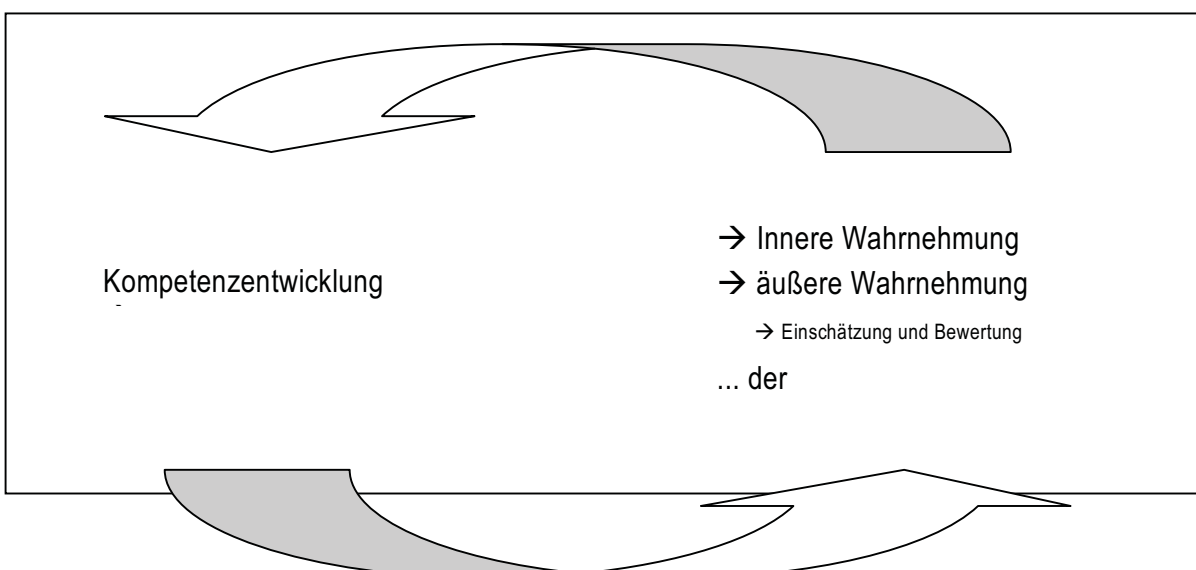 Kompetenzentwicklung
→ Innere Wahrnehmung
→ äußere Wahrnehmung
→ Einschätzung und Bewertung
... der